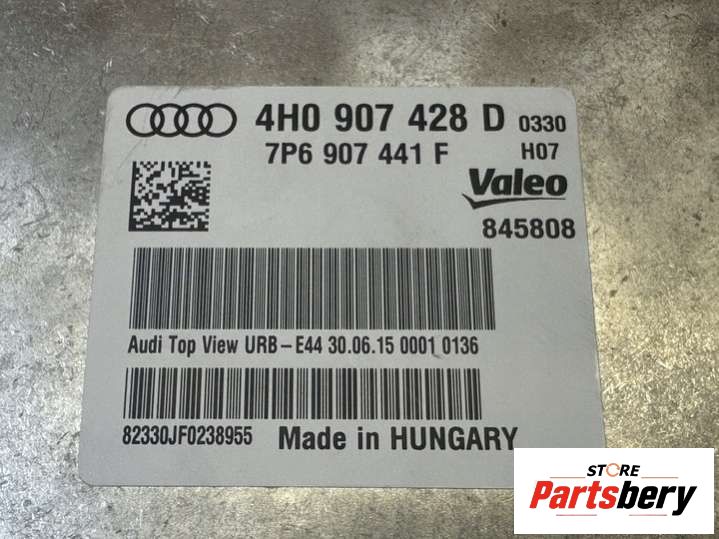 4H0 907 428 D 0330
7P6 907 441 F H07
Valeo
845808
Audi Top View URB-E44 30.06.15 0001 0136
82330JF0238955 Made in HUNGARY
STORE
Partsbery